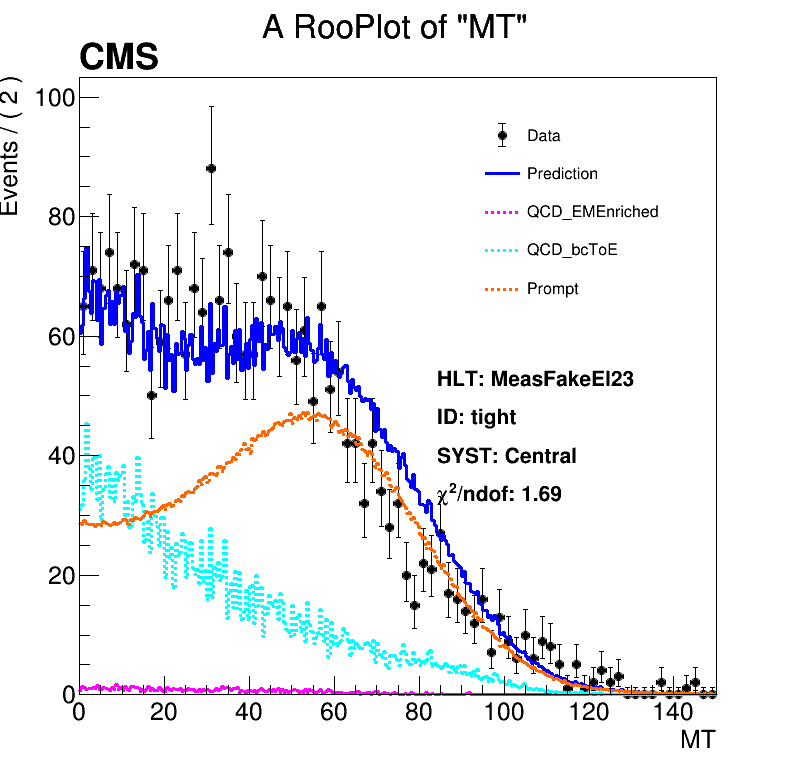 A RooPlot of "MT"
CMS
Events / ( 2 )
100
80
60
40
20
0
Data
Prediction
QCD_EMEnriched
QCD_bcToE
Prompt
HLT: MeasFakeEl23
ID: tight
SYST: Central
χ²/ndof: 1.69
0 20 40 60 80 100 120 140
MT